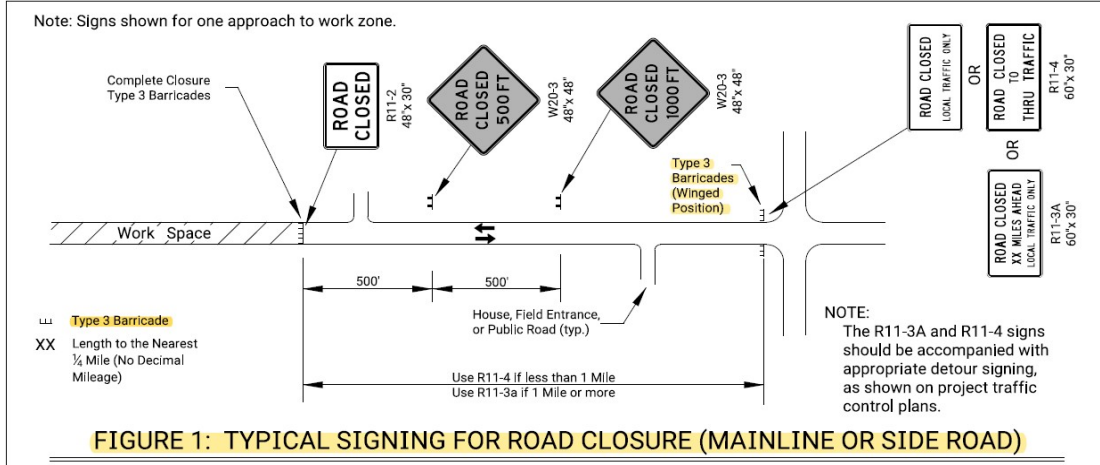 Note: Signs shown for one approach to work zone.
Complete Closure
Type 3 Barricades
ROAD
CLOSED
R11-2
48"x 30"
ROAD
CLOSED
500FT
W20-3
48"x 48"
ROAD
CLOSED
1000FT
W20-3
48"x 48"
ROAD CLOSED
LOCAL TRAFFIC ONLY
OR
ROAD CLOSED
TO
THRU TRAFFIC
R11-4
60"x 30"
OR
ROAD CLOSED
XX MILES AHEAD
LOCAL TRAFFIC ONLY
R11-3A
60"x 30"
Type 3
Barricades
(Winged
Position)
Work Space
500'
500'
House, Field Entrance,
or Public Road (typ.)
Type 3 Barricade
XX Length to the Nearest
¼ Mile (No Decimal
Mileage)
Use R11-4 if less than 1 Mile
Use R11-3a if 1 Mile or more
NOTE:
The R11-3A and R11-4 signs
should be accompanied with
appropriate detour signing,
as shown on project traffic
control plans.
FIGURE 1: TYPICAL SIGNING FOR ROAD CLOSURE (MAINLINE OR SIDE ROAD)